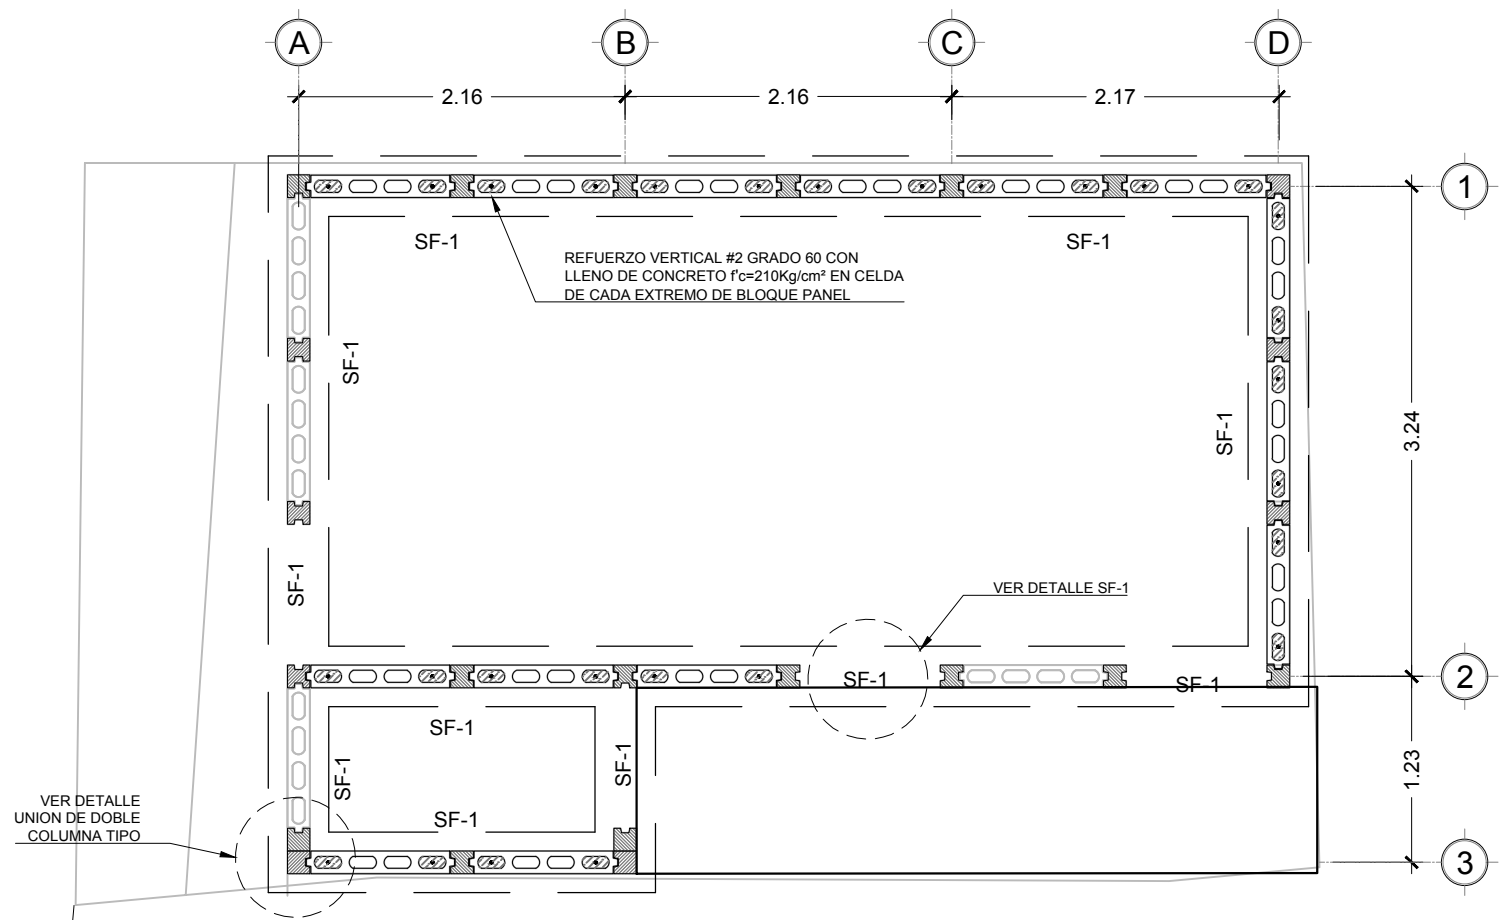 A
B
C
D
2.16
2.16
2.17
1
SF-1
SF-1
REFUERZO VERTICAL #2 GRADO 60 CON
LLENO DE CONCRETO f'c=210Kg/cm² EN CELDA
DE CADA EXTREMO DE BLOQUE PANEL
SF-1
SF-1
3.24
SF-1
VER DETALLE SF-1
SF-1
SF-1
2
SF-1
SF-1
SF-1
1.23
VER DETALLE
UNION DE DOBLE
COLUMNA TIPO
SF-1
3